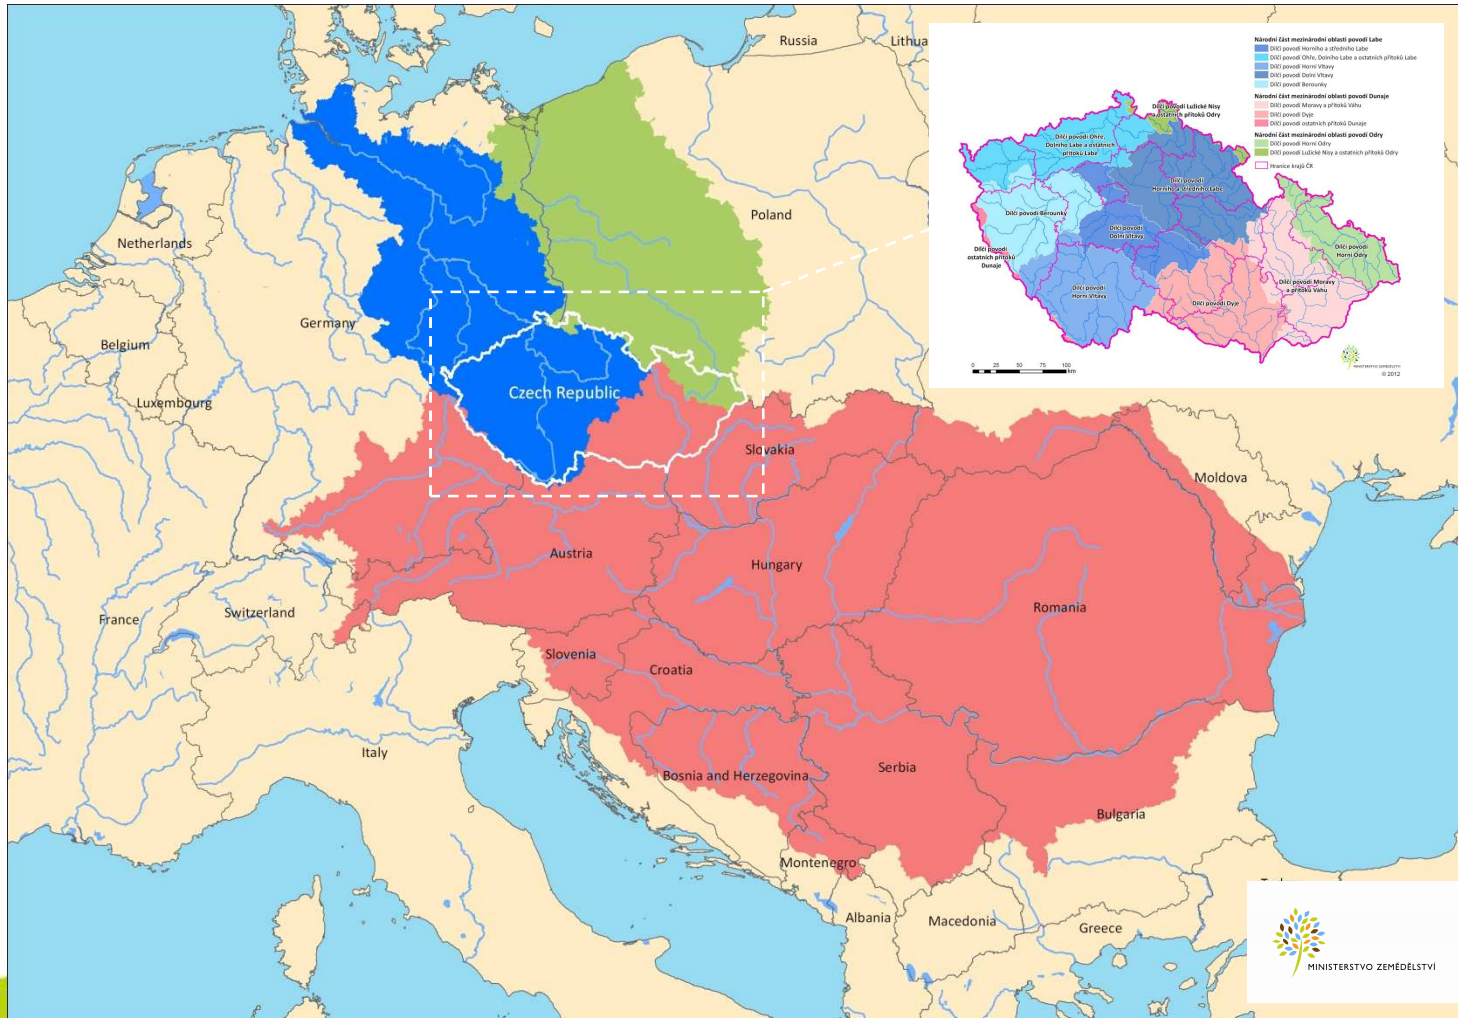 Russia
Lithua
Poland
Netherlands
Germany
Belgium
Luxembourg
Czech Republic
Slovakia
Moldova
Austria
Hungary
France
Switzerland
Romania
Slovenia
Croatia
Italy
Bosnia and Herzegovina
Serbia
Bulgaria
Montenegro
Albania
Macedonia
Greece
Národní část mezinárodní oblasti povodí Labe
Dílčí povodí Horního a středního Labe
Dílčí povodí Ohře, Dolního Labe a ostatních přítoků Labe
Dílčí povodí Horní Vltavy
Dílčí povodí Dolní Vltavy
Dílčí povodí Berounky
Národní část mezinárodní oblasti povodí Dunaje
Dílčí povodí Moravy a přítoků Váhu
Dílčí povodí Dyje
Dílčí povodí ostatních přítoků Dunaje
Národní část mezinárodní oblasti povodí Odry
Dílčí povodí Horní Odry
Dílčí povodí Lužické Nisy a ostatních přítoků Odry
Hranice krajů ČR
Dílčí povodí Lužické Nisy
a ostatních přítoků Odry
Dílčí povodí Ohře,
Dolního Labe a ostatních
přítoků Labe
Dílčí povodí
Horního a středního Labe
Dílčí povodí Berounky
Dílčí povodí
Dolní Vltavy
Dílčí povodí
ostatních přítoků
Dunaje
Dílčí povodí
Horní Odry
Dílčí povodí
Horní Vltavy
Dílčí povodí Moravy
a přítoků Váhu
Dílčí povodí Dyje
0 25 50 75 100
km
MINISTERSTVO ZEMĚDĚLSTVÍ
© 2012
MINISTERSTVO ZEMĚDĚLSTVÍ